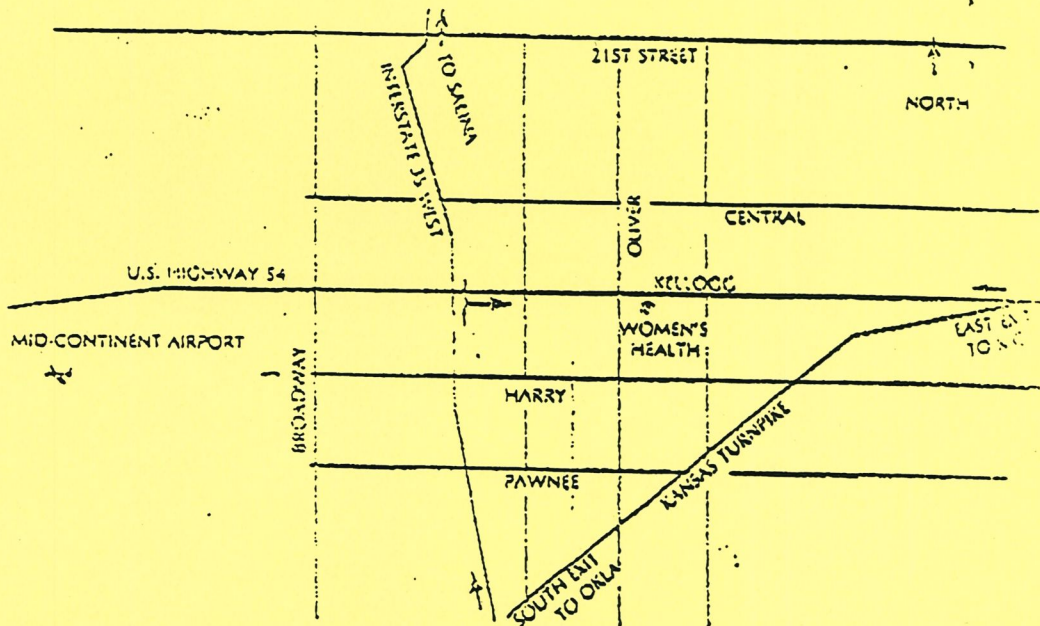 21ST STREET
TO SALINA
INTERSTATE 35 WEST
NORTH
OLIVER
CENTRAL
U.S. HIGHWAY 54
KELLOGG
MID-CONTINENT AIRPORT
WOMEN'S
HEALTH
EAST
TO
BROADWAY
HARRY
PAWNEE
KANSAS TURNPIKE
SOUTH EXIT
TO OKLA